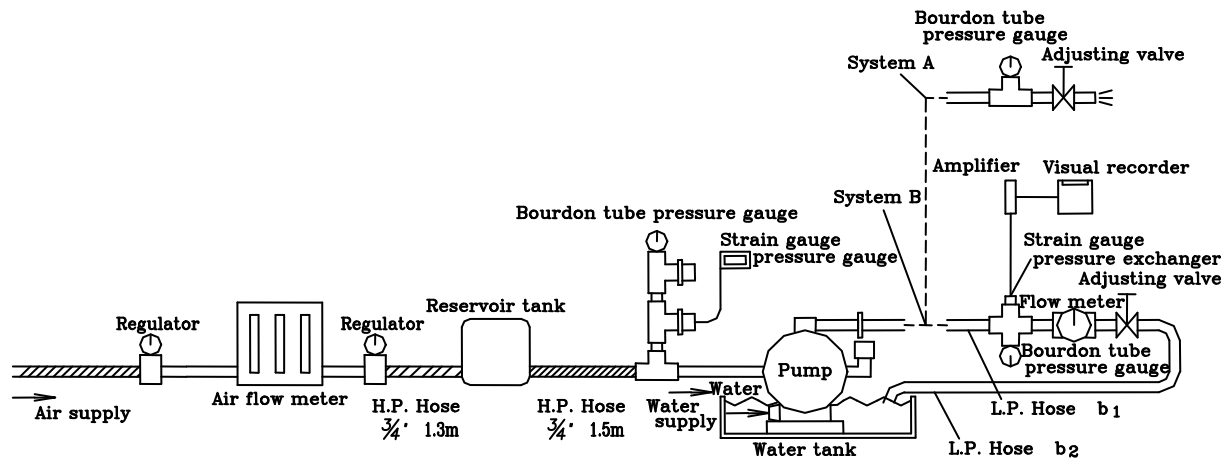 Bourdon tube
pressure gauge
Adjusting valve
System A
Amplifier
Visual recorder
System B
Bourdon tube pressure gauge
Strain gauge
pressure gauge
Strain gauge
pressure exchanger
Adjusting valve
Flow meter
Regulator
Regulator
Reservoir tank
Bourdon tube
pressure gauge
Pump
Air supply
Air flow meter
H.P. Hose
3/4" 1.3m
H.P. Hose
3/4" 1.5m
Water
Water
supply
Water tank
L.P. Hose b1
L.P. Hose b2